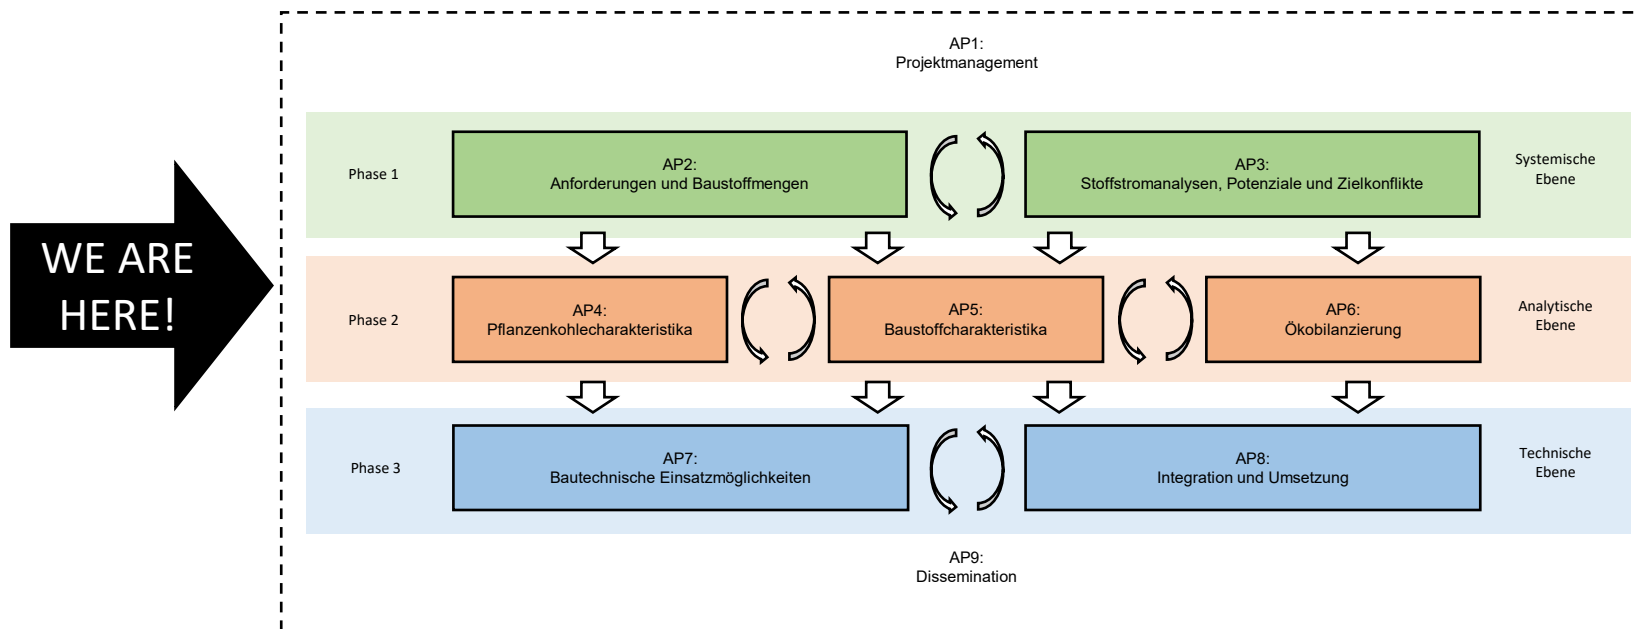 AP1:
Projektmanagement
Phase 1
AP2:
Anforderungen und Baustoffmengen
AP3:
Stoffstromanalysen, Potenziale und Zielkonflikte
Systemische
Ebene
WE ARE
HERE!
Phase 2
AP4:
Pflanzenkohlecharakteristika
AP5:
Baustoffcharakteristika
AP6:
Ökobilanzierung
Analytische
Ebene
Phase 3
AP7:
Bautechnische Einsatzmöglichkeiten
AP8:
Integration und Umsetzung
Technische
Ebene
AP9:
Dissemination